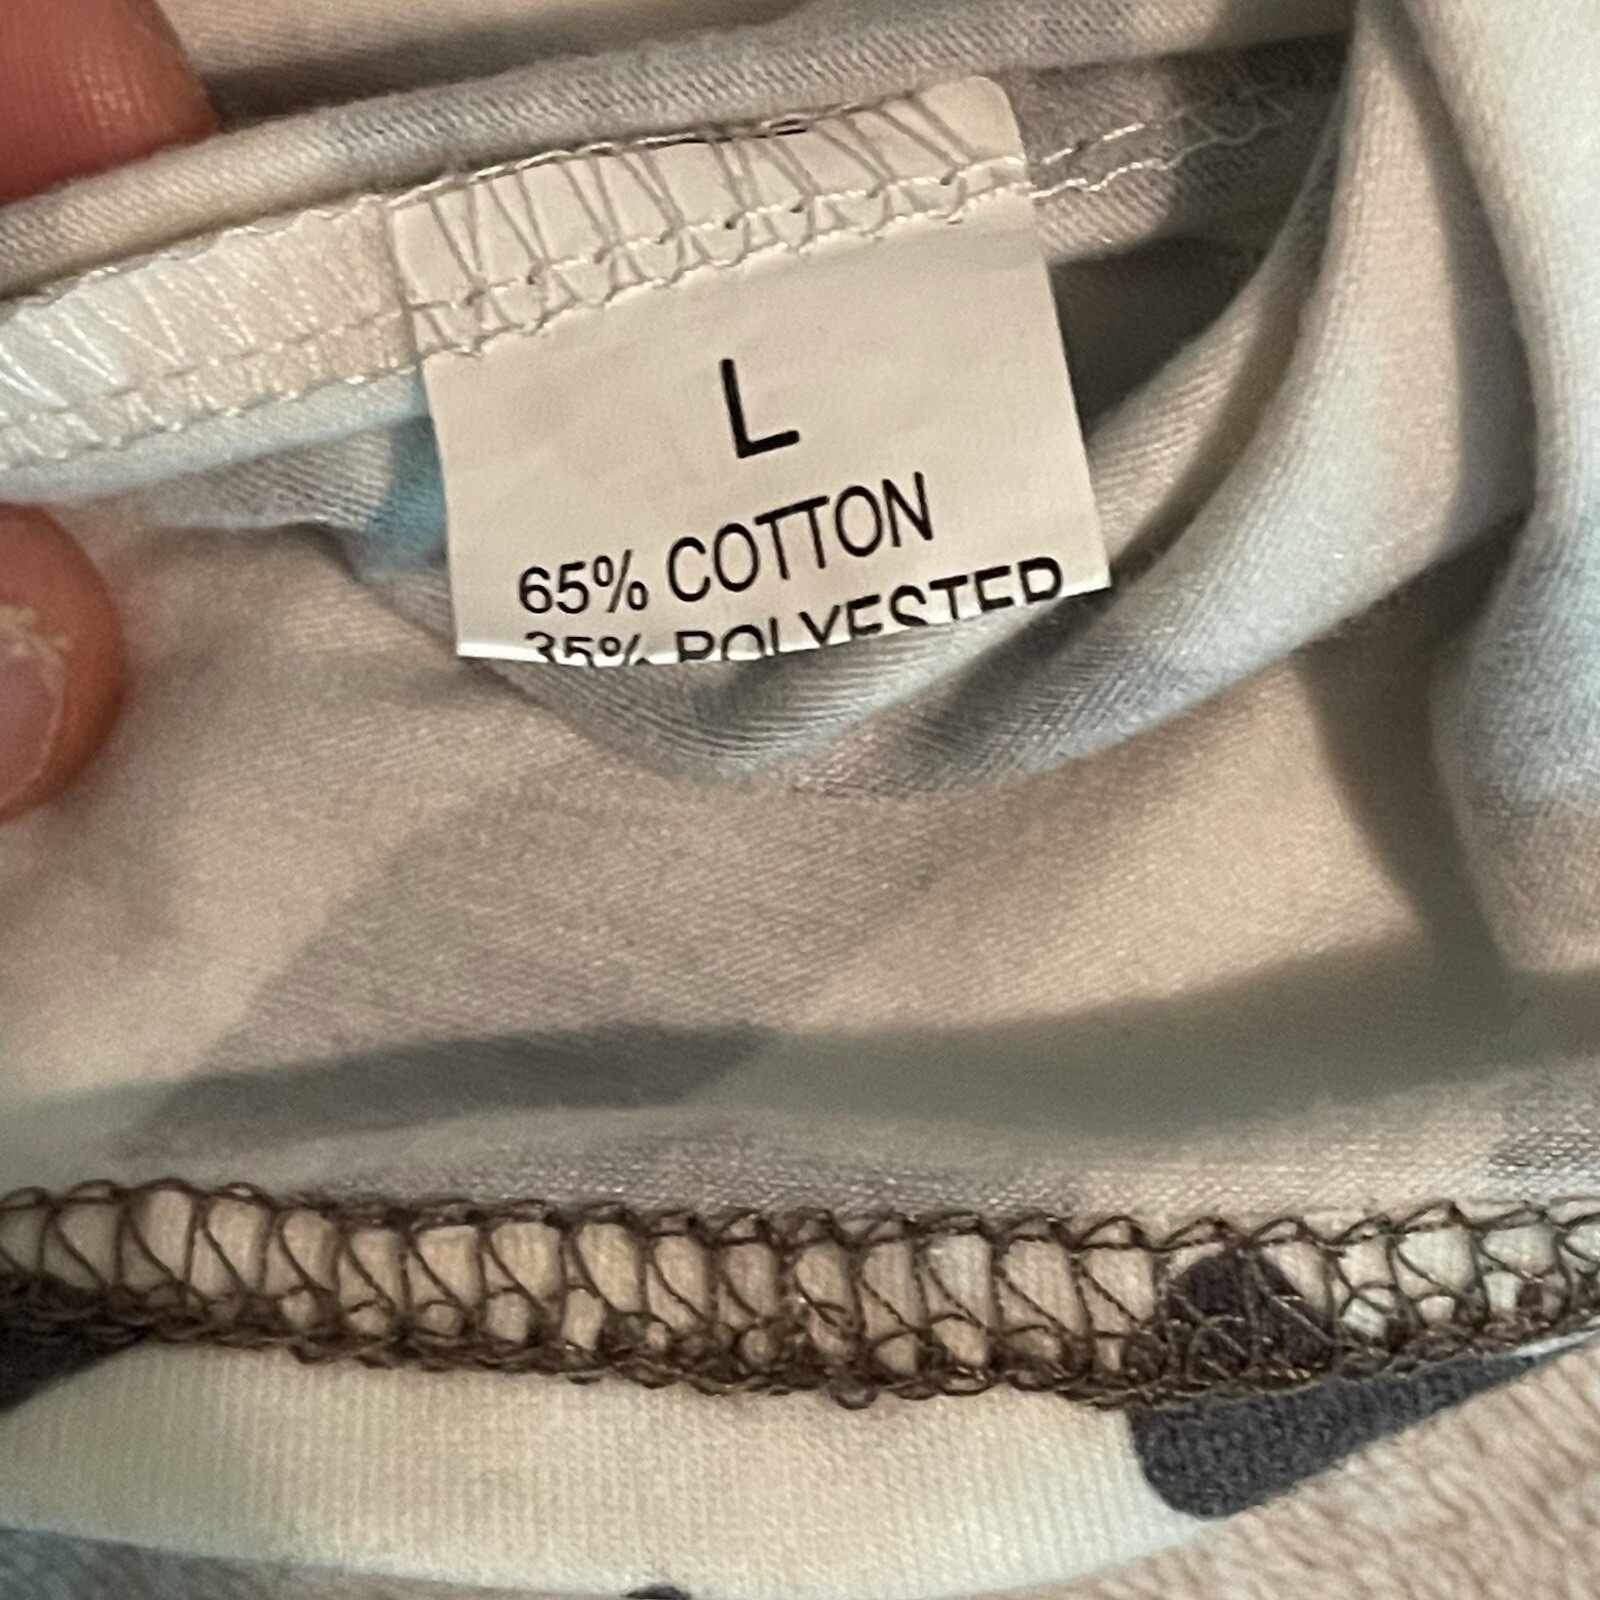 L
65% COTTON
35% POLYESTER